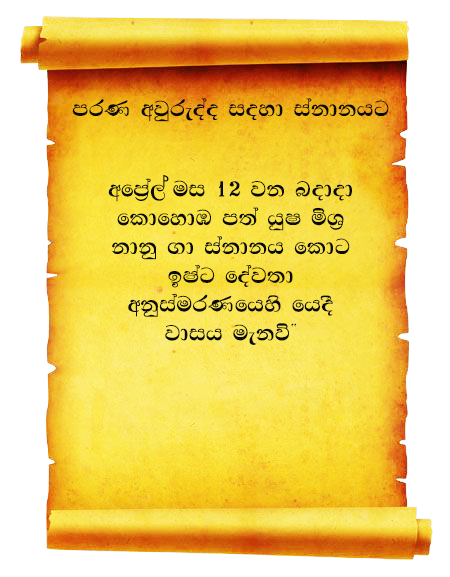 පරණ අවුරුද්ද සඳහා ස්නානයට
අප්‍රේල් මස 12 වන බදාදා
කොහොඹ පත් යුෂ මිශ්‍ර
නානු ගා ස්නානය කොට
ඉෂ්ට දේවතා
අනුස්මරණයෙහි යෙදී
වාසය මැනවි¨